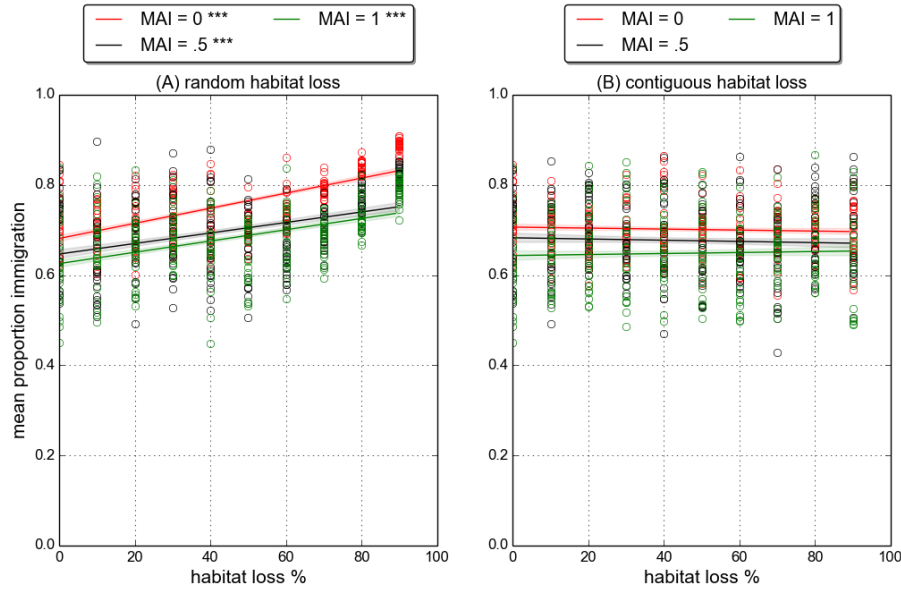 MAI = 0 ***
MAI = 1 ***
MAI = .5 ***
MAI = 0
MAI = 1
MAI = .5
(A) random habitat loss
(B) contiguous habitat loss
mean proportion immigration
1.0
0.8
0.6
0.4
0.2
0.0
0 20 40 60 80 100
habitat loss %
1.0
0.8
0.6
0.4
0.2
0.0
0 20 40 60 80 100
habitat loss %